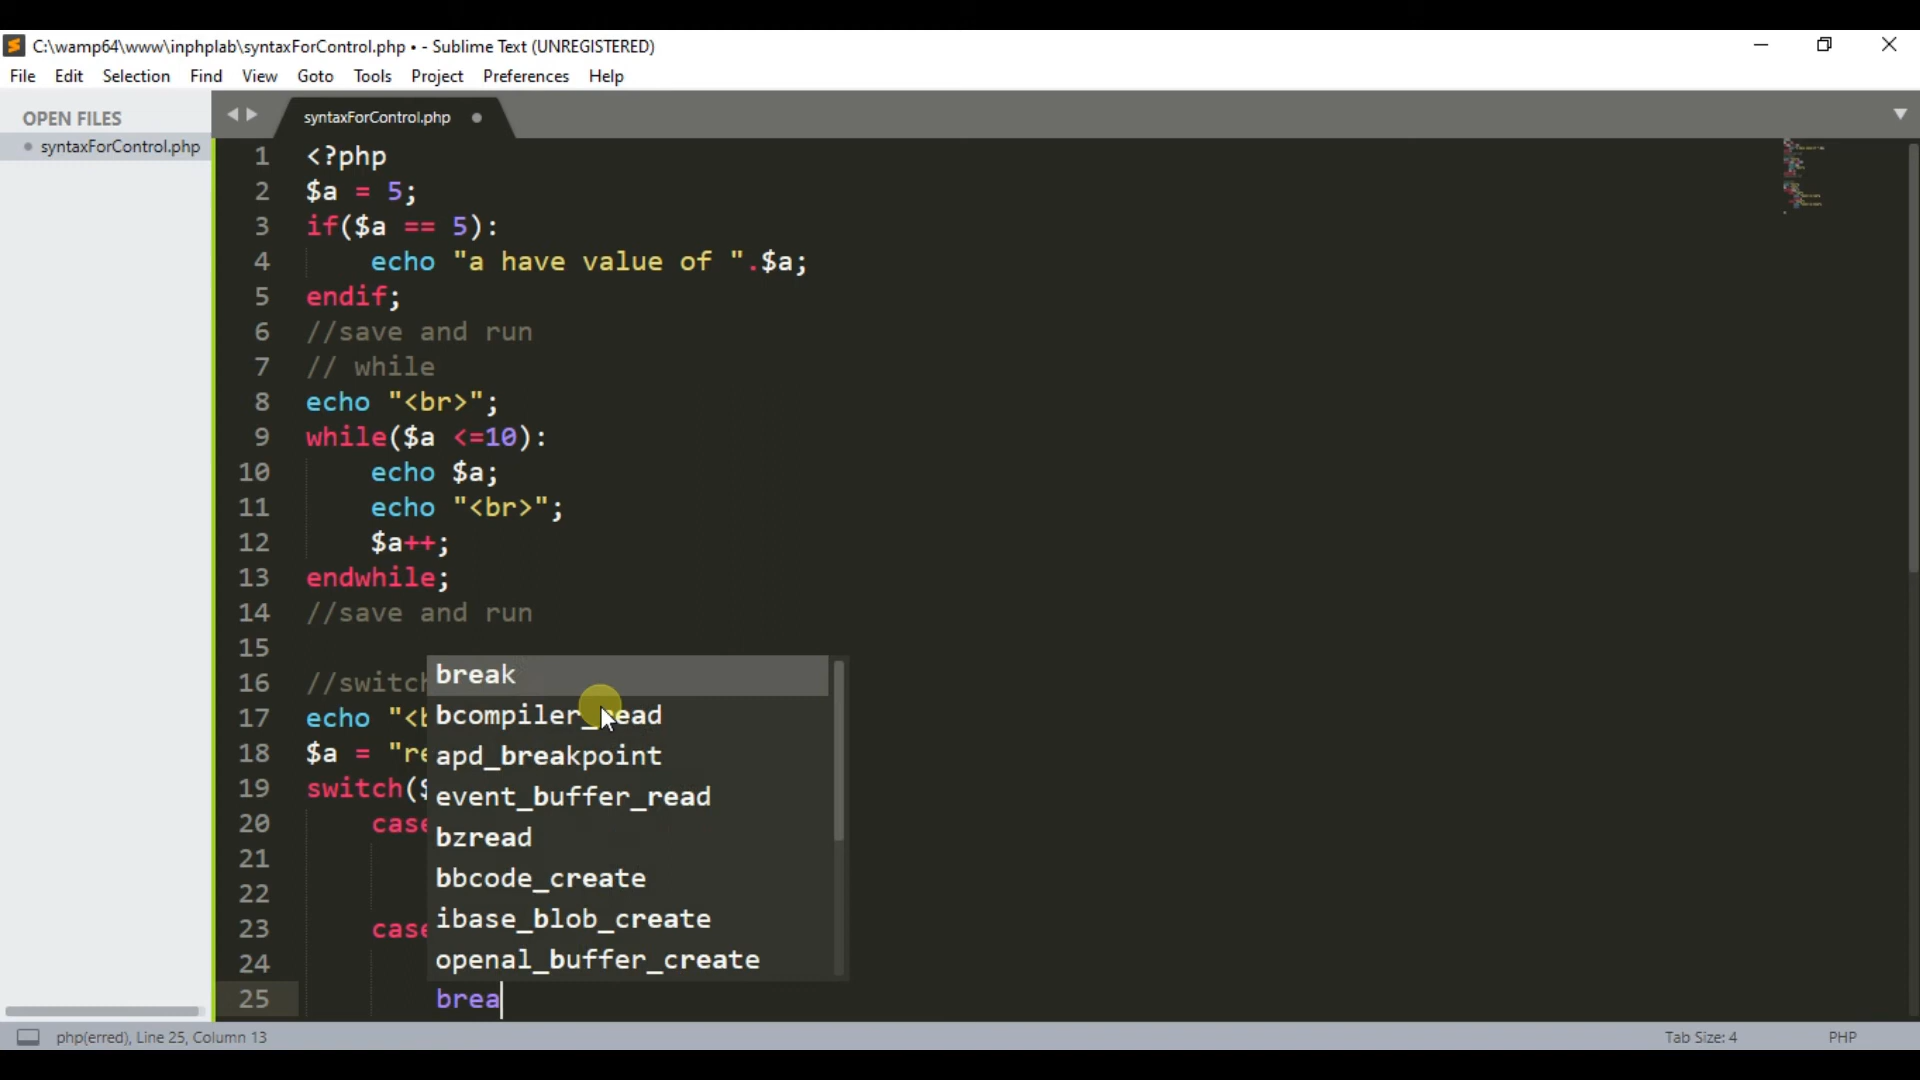 C:\wamp64\www\inphplab\syntaxForControl.php • - Sublime Text (UNREGISTERED)
File Edit Selection Find View Goto Tools Project Preferences Help
OPEN FILES
syntaxForControl.php
syntaxForControl.php
1 <?php
2 $a = 5;
3 if($a == 5):
4 echo "a have value of ".$a;
5 endif;
6 //save and run
7 // while
8 echo "<br>";
9 while($a <=10):
10 echo $a;
11 echo "<br>";
12 $a++;
13 endwhile;
14 //save and run
15
16 //switch
17 echo "<b
18 $a = "re
19 switch($
20 case
21
22
23 case
24
25 brea
break
bcompiler_read
apd_breakpoint
event_buffer_read
bzread
bbcode_create
ibase_blob_create
openal_buffer_create
php(erred), Line 25, Column 13
Tab Size: 4
PHP